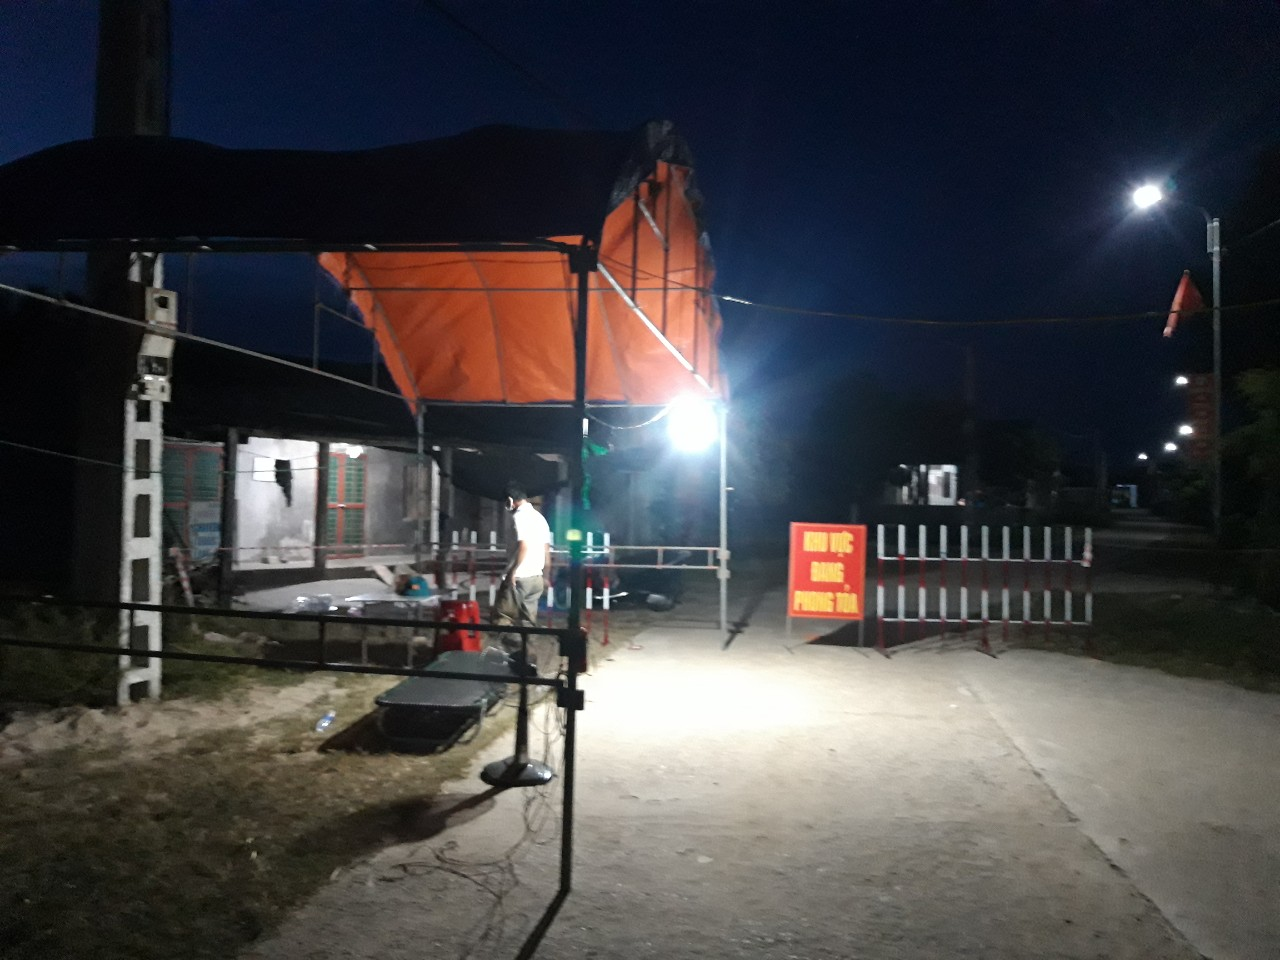 KHU VỰC
ĐANG
PHONG TỎA